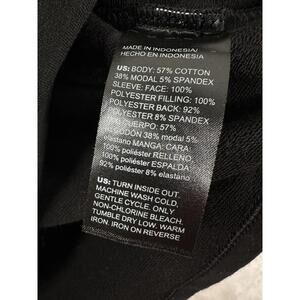 MADE IN INDONESIA/
HECHO EN INDONESIA/
US: BODY: 57% COTTON
38% MODAL 5% SPANDEX
SLEEVE: FACE: 100%
POLYESTER FILLING: 100%
POLYESTER BACK: 92%
POLYESTER 8% SPANDEX
CUERPO: 57%
38% modal 5%
elastano MANGA: CARA:
100% poliéster RELLENO:
100% poliéster ESPALDA:
92% poliéster 8% elastano
US: TURN INSIDE OUT.
MACHINE WASH COLD,
GENTLE CYCLE. ONLY
NON-CHLORINE BLEACH.
TUMBLE DRY LOW. WARM
IRON. IRON ON REVERSE